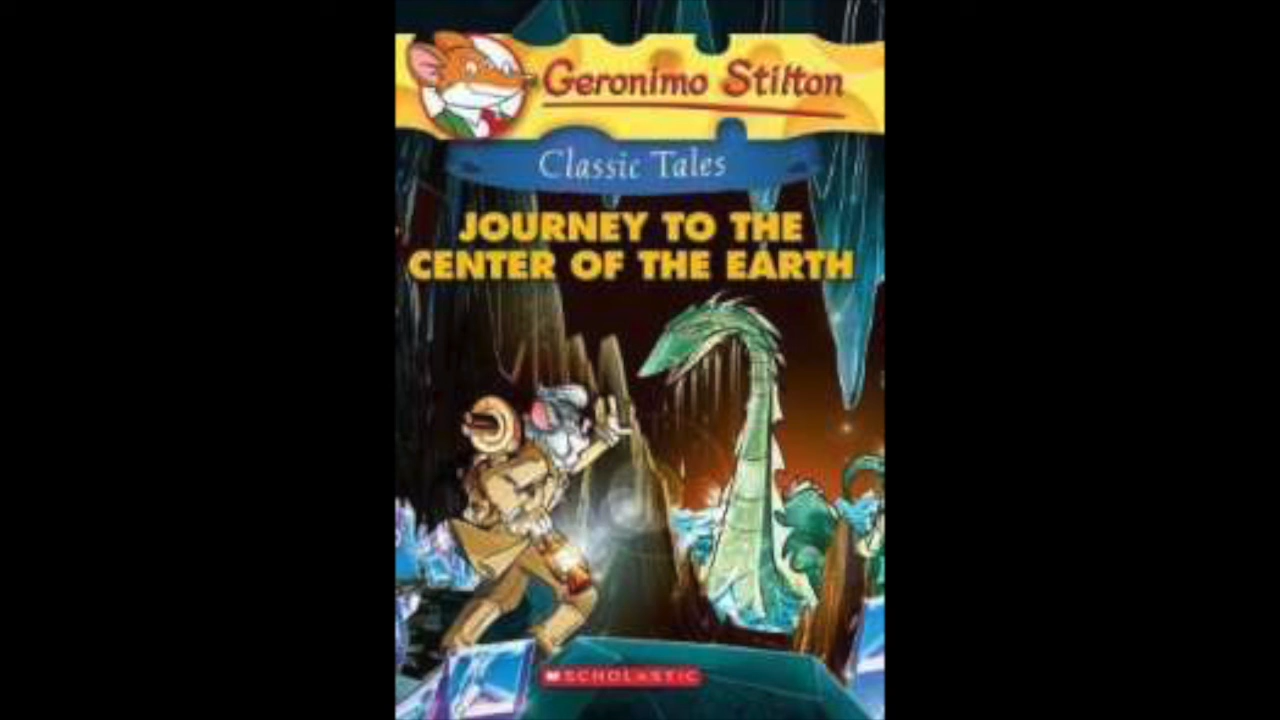 Geronimo Stilton
Classic Tales
JOURNEY TO THE
CENTER OF THE EARTH
SCHOLASTIC